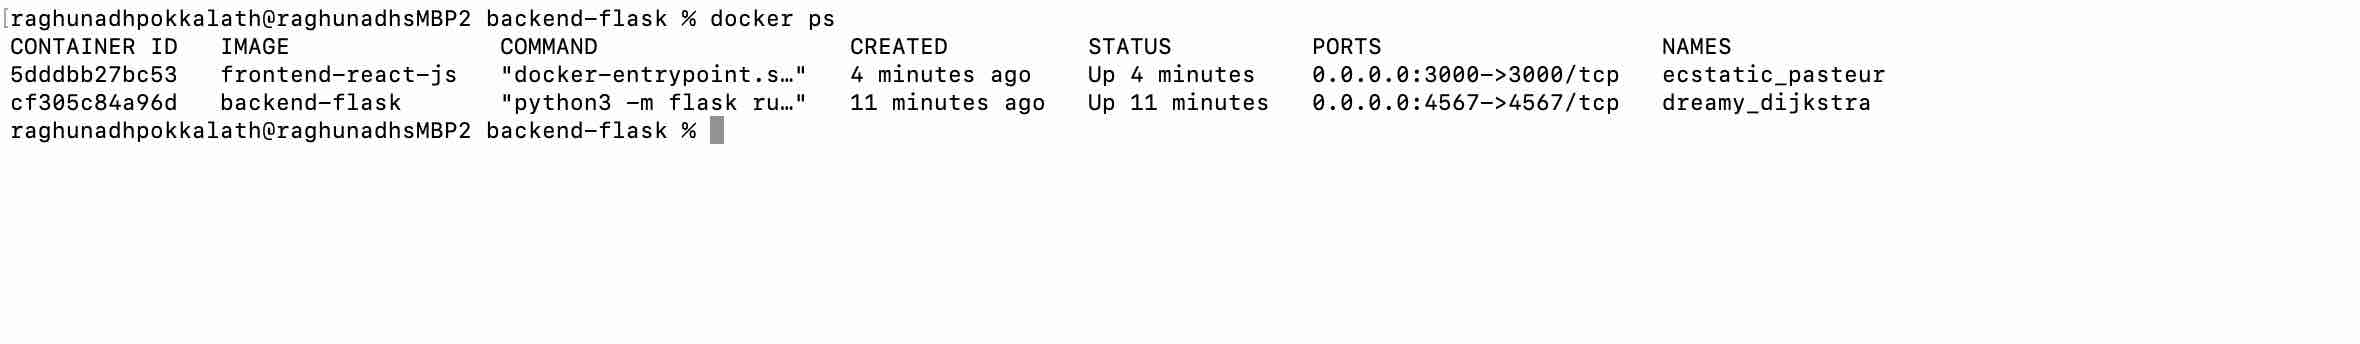 [raghunadhpokkalath@raghunadhsMBP2 backend-flask % docker ps
CONTAINER ID   IMAGE               COMMAND                  CREATED          STATUS          PORTS                    NAMES
5dddbb27bc53   frontend-react-js   "docker-entrypoint.s…"   4 minutes ago    Up 4 minutes    0.0.0.0:3000->3000/tcp   ecstatic_pasteur
cf305c84a96d   backend-flask       "python3 -m flask ru…"   11 minutes ago   Up 11 minutes   0.0.0.0:4567->4567/tcp   dreamy_dijkstra
raghunadhpokkalath@raghunadhsMBP2 backend-flask %